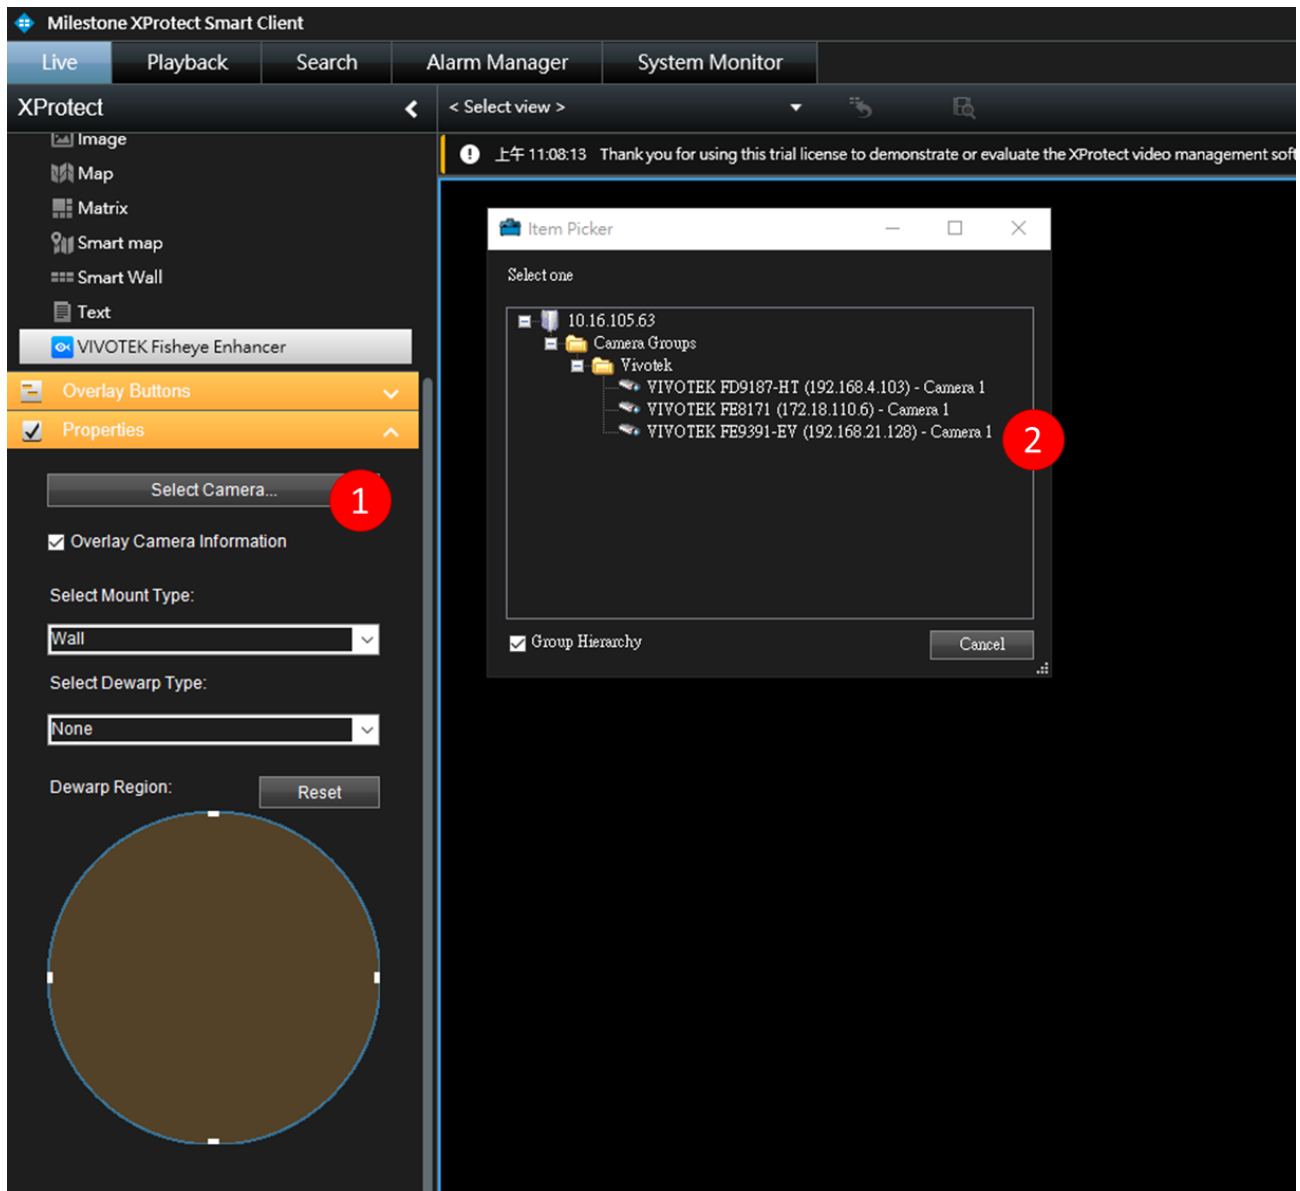 Milestone XProtect Smart Client
Live Playback Search Alarm Manager System Monitor
XProtect
< Select view >
上午 11:08:13 Thank you for using this trial license to demonstrate or evaluate the XProtect video management soft
Image
Map
Matrix
Smart map
Smart Wall
Text
VIVOTEK Fisheye Enhancer
Overlay Buttons
Properties
Select Camera...
1
Overlay Camera Information
Select Mount Type:
Wall
Select Dewarp Type:
None
Dewarp Region:
Reset
Item Picker
Select one
10.16.105.63
Camera Groups
Vivotek
VIVOTEK FD9187-HT (192.168.4.103) - Camera 1
VIVOTEK FE8171 (172.18.110.6) - Camera 1
VIVOTEK FE9391-EV (192.168.21.128) - Camera 1
2
Group Hierarchy
Cancel